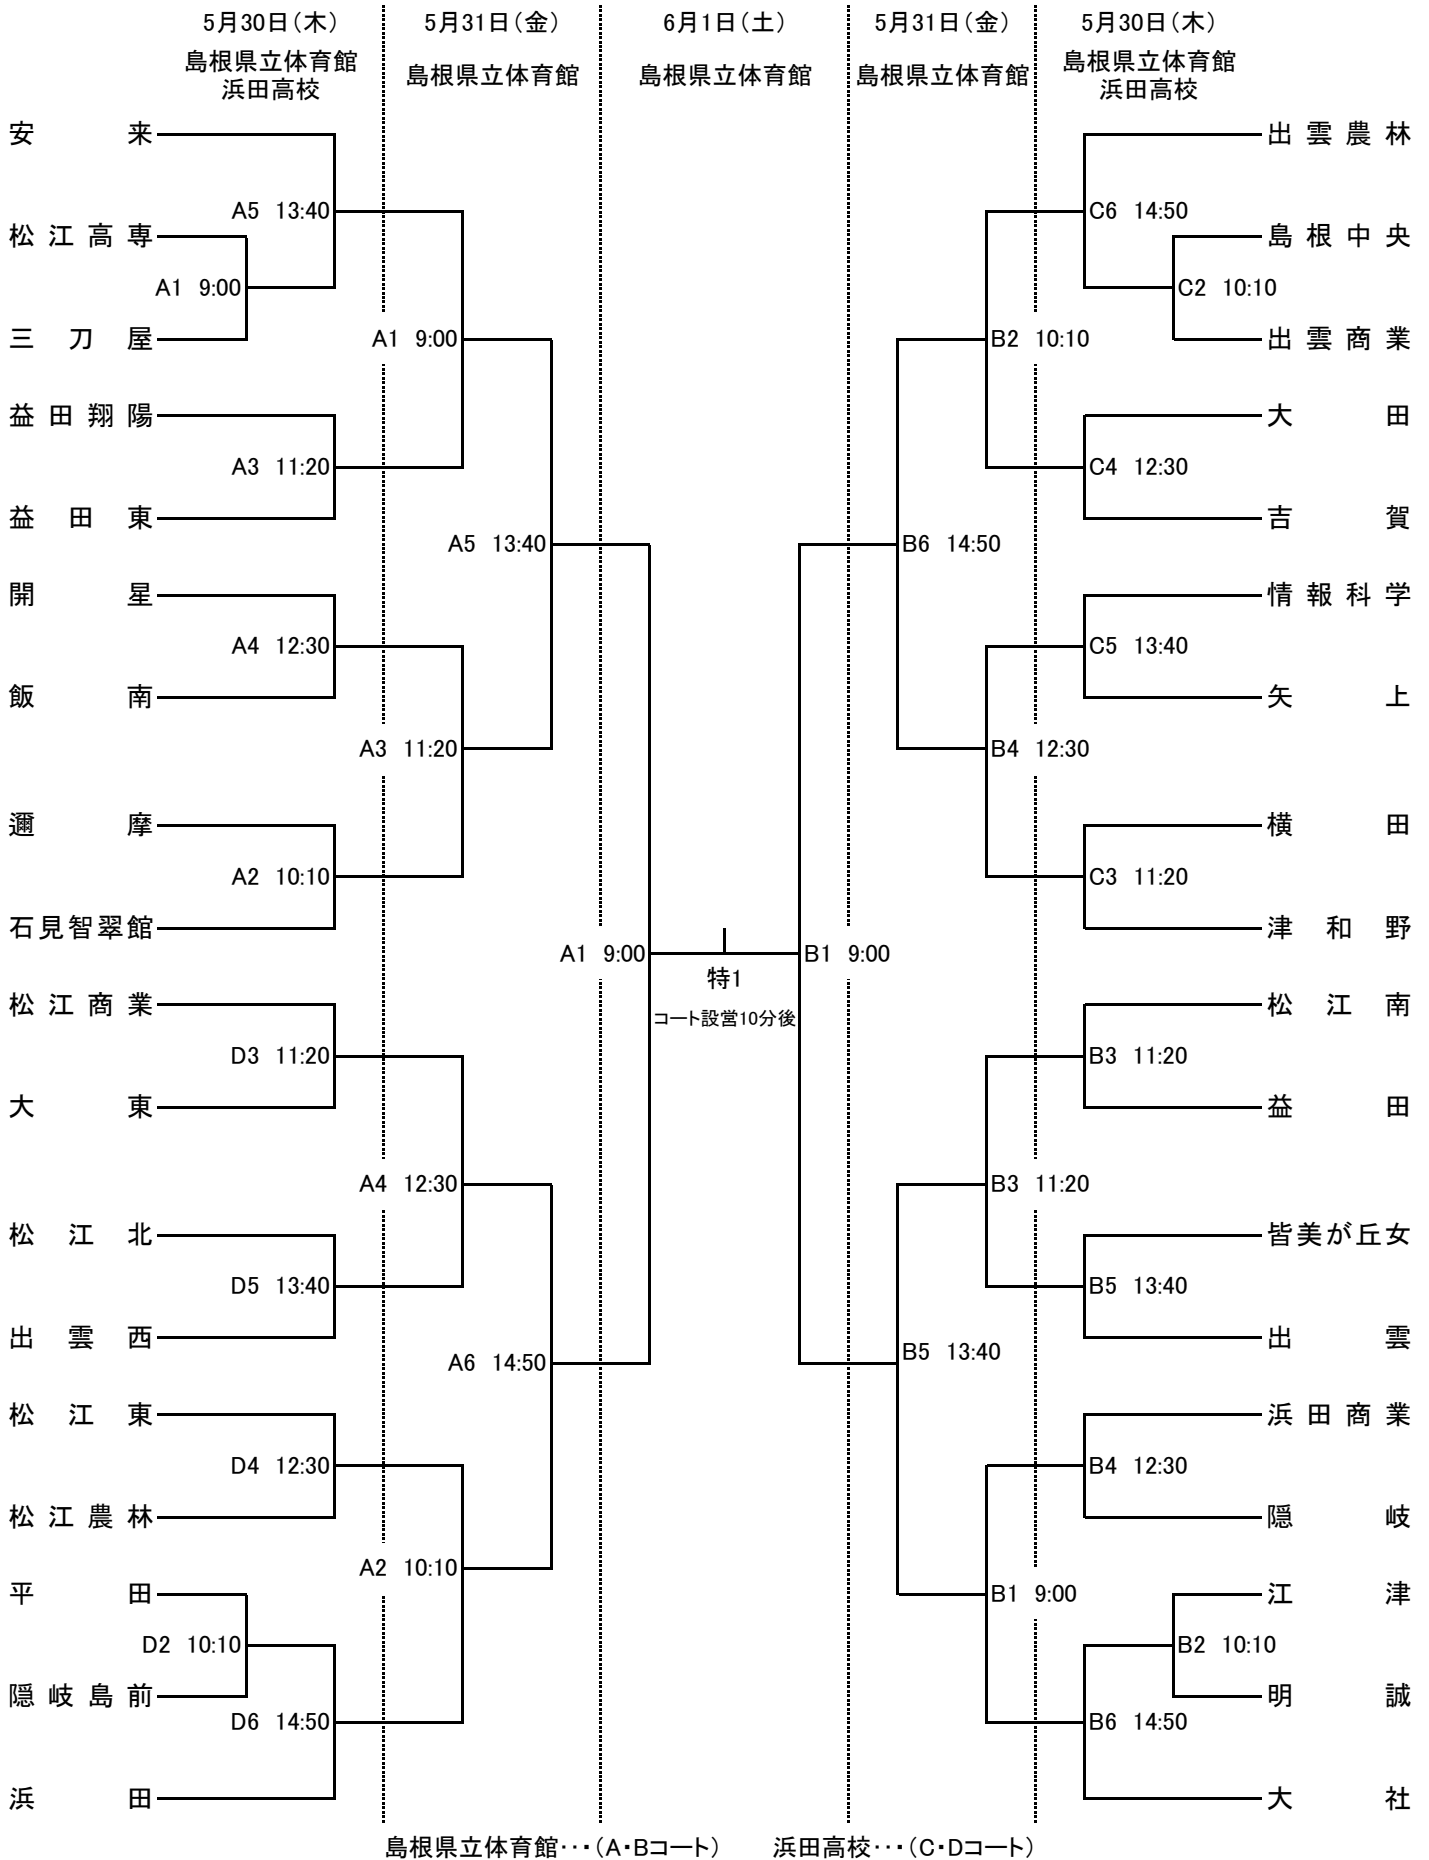 5月30日（木） 5月31日（金） 6月1日（土） 5月31日（金） 5月30日（木）
島根県立体育館 島根県立体育館 島根県立体育館 島根県立体育館 島根県立体育館
浜田高校 浜田高校
安来 出雲農林
A5 13:40 C6 14:50
松江高専 島根中央
A1 9:00 C2 10:10
三刀屋 A1 9:00 B2 10:10 出雲商業
益田翔陽 大田
A3 11:20 C4 12:30
益田東 吉賀
A5 13:40 B6 14:50
開星 情報科学
A4 12:30 C5 13:40
飯南 矢上
A3 11:20 B4 12:30
邇摩 横田
A2 10:10 C3 11:20
石見智翠館 津和野
A1 9:00 B1 9:00
特1
松江商業 松江南
コート設営10分後
D3 11:20 B3 11:20
大東 益田
A4 12:30 B3 11:20
松江北 皆美が丘女
D5 13:40 B5 13:40
出雲西 出雲
A6 14:50 B5 13:40
松江東 浜田商業
D4 12:30 B4 12:30
松江農林 隠岐
A2 10:10 B1 9:00
平田 江津
D2 10:10 B2 10:10
隠岐島前 明誠
D6 14:50 B6 14:50
浜田 大社
島根県立体育館・・・（A・Bコート） 浜田高校・・・（C・Dコート）